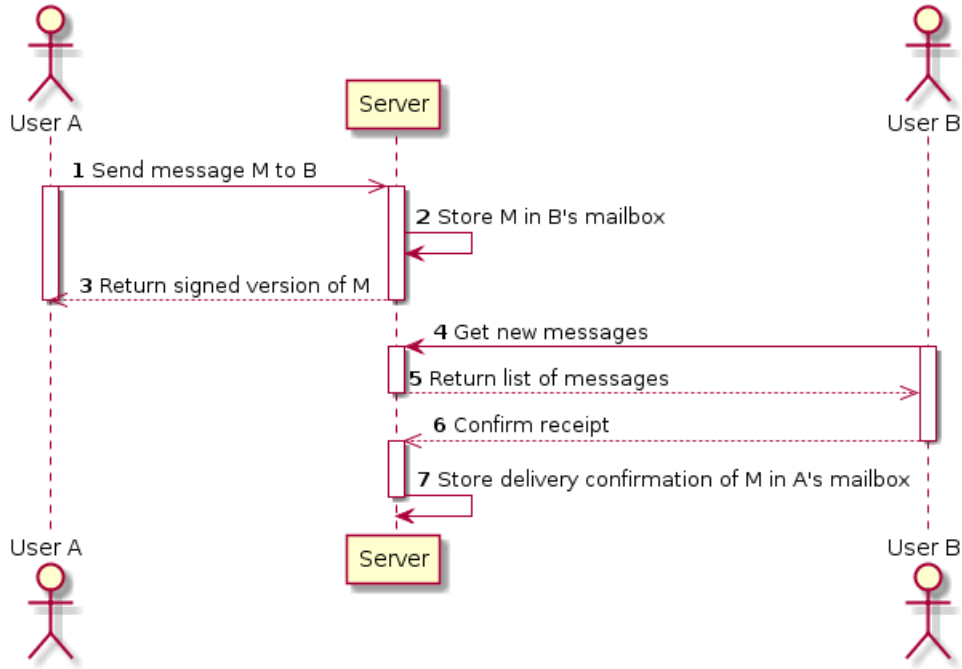 User A
Server
User B
1 Send message M to B
2 Store M in B's mailbox
3 Return signed version of M
4 Get new messages
5 Return list of messages
6 Confirm receipt
7 Store delivery confirmation of M in A's mailbox
User A
Server
User B